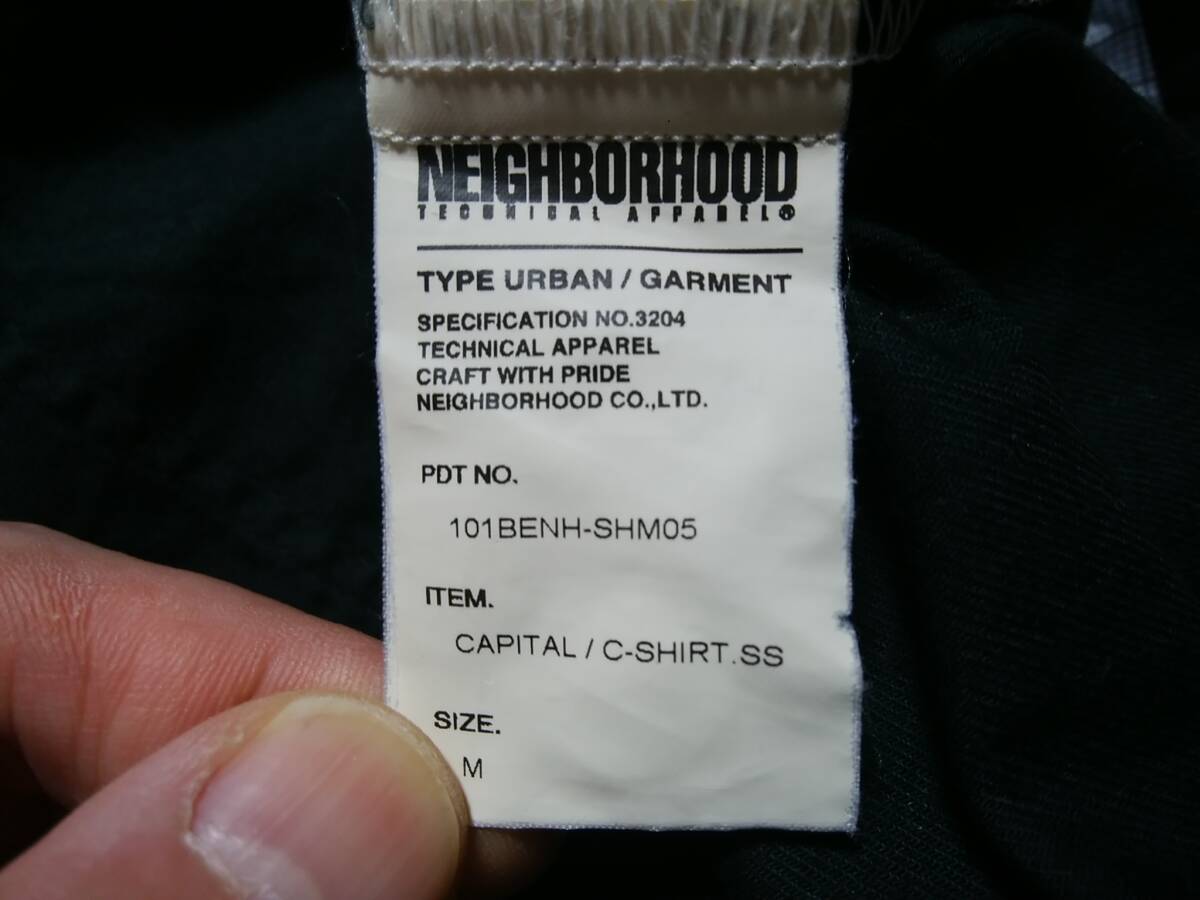 NEIGHBORHOOD
TECHNICAL APPAREL®
TYPE URBAN / GARMENT
SPECIFICATION NO.3204
TECHNICAL APPAREL
CRAFT WITH PRIDE
NEIGHBORHOOD CO.,LTD.
PDT NO.
101BENH-SHM05
ITEM.
CAPITAL / C-SHIRT.SS
SIZE.
M